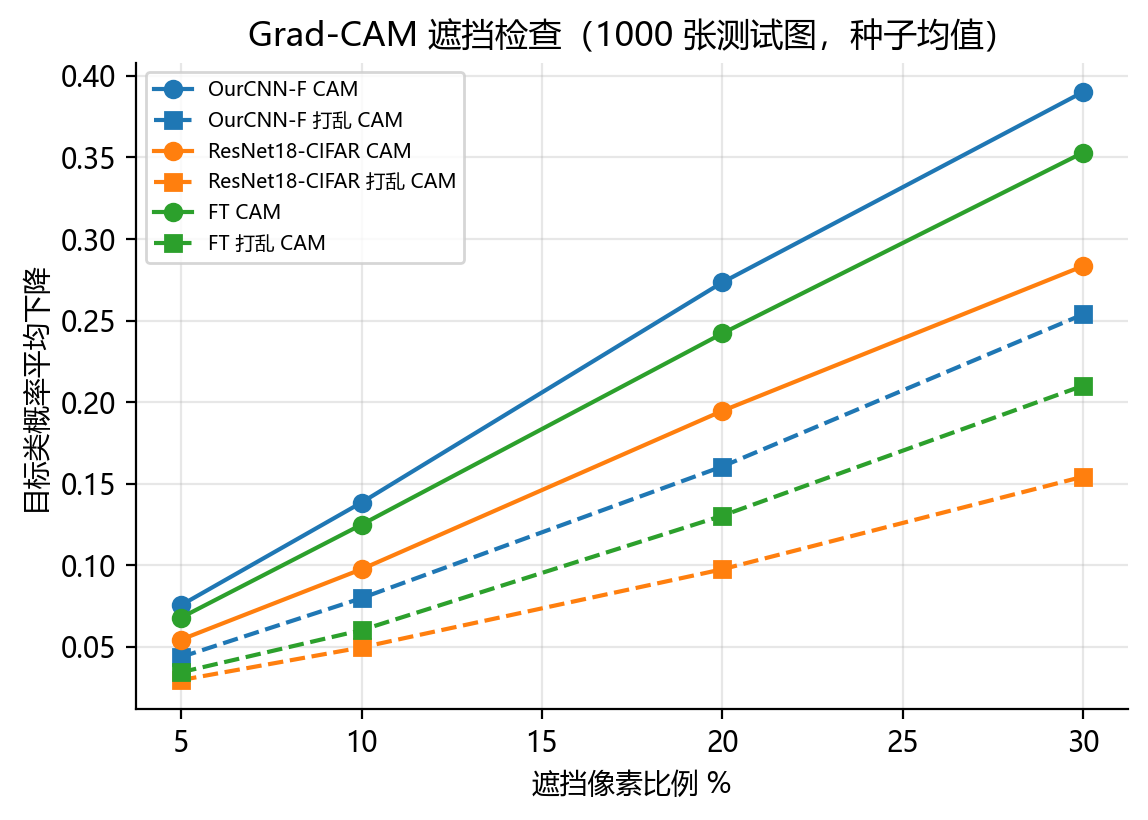 Grad-CAM 遮挡检查（1000 张测试图，种子均值）
OurCNN-F CAM
OurCNN-F 打乱 CAM
ResNet18-CIFAR CAM
ResNet18-CIFAR 打乱 CAM
FT CAM
FT 打乱 CAM
目标类概率平均下降
0.40
0.35
0.30
0.25
0.20
0.15
0.10
0.05
5 10 15 20 25 30
遮挡像素比例 %